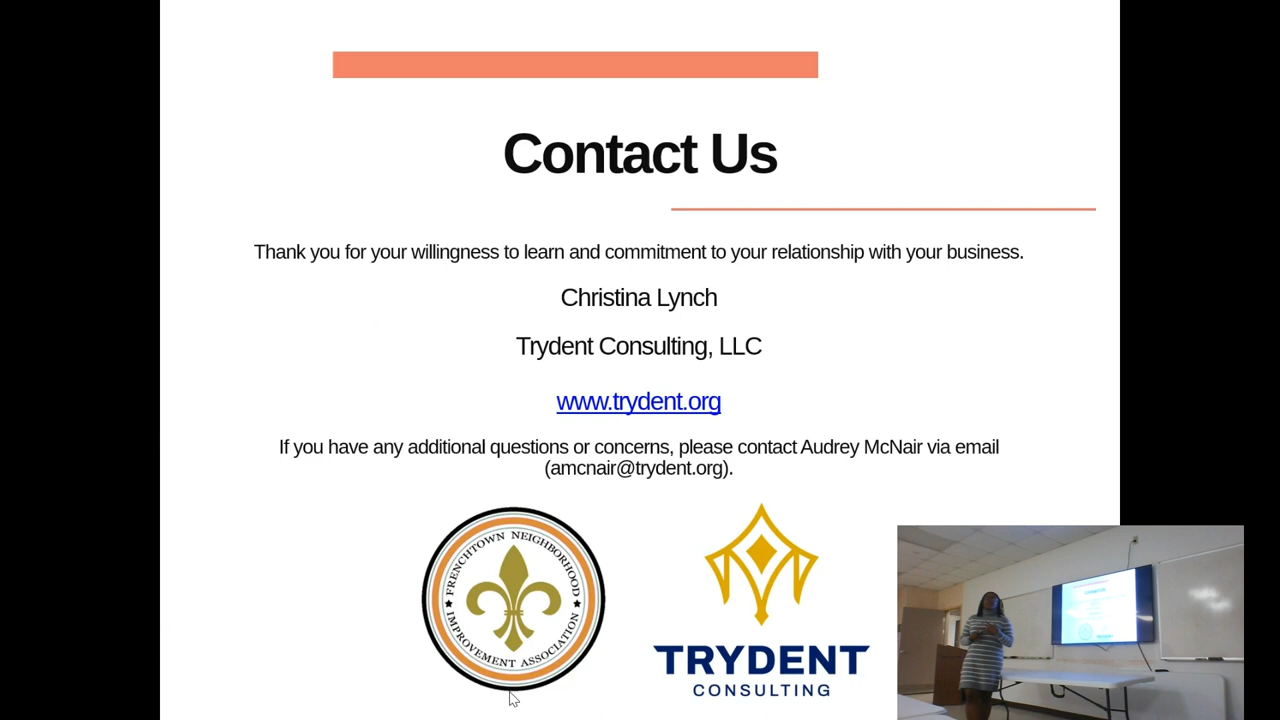 Contact Us
Thank you for your willingness to learn and commitment to your relationship with your business.
Christina Lynch
Trydent Consulting, LLC
www.trydent.org
If you have any additional questions or concerns, please contact Audrey McNair via email
(amcnair@trydent.org).
FRENCHTOWN NEIGHBORHOOD
IMPROVEMENT ASSOCIATION
TRYDENT
CONSULTING